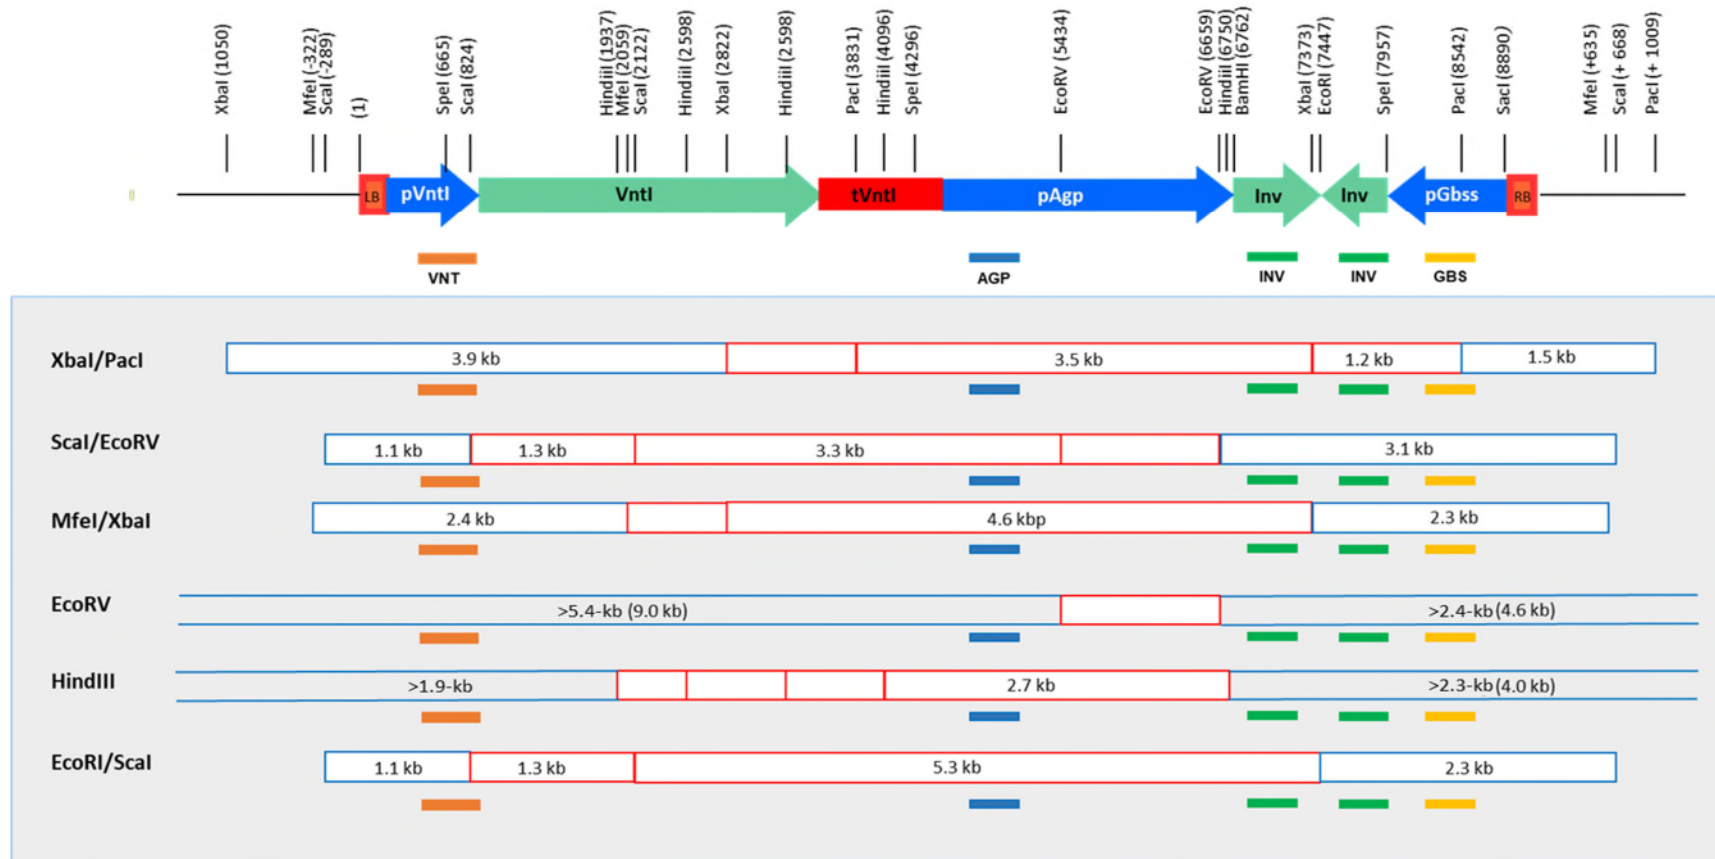 XbaI (1050)
MfeI (-322)
ScaI (-289)
(1)
SpeI (665)
ScaI (824)
HindiiI (1937)
MfeI (2059)
ScaI (2122)
HindiiI (2598)
XbaI (2822)
HindiiI (2598)
PacI (3831)
HindiiI (4096)
SpeI (4296)
EcoRV (5434)
EcoRV (6659)
HindiiI (6750)
BamHI (6762)
XbaI (7373)
EcoRI (7447)
SpeI (7957)
PacI (8542)
SacI (8890)
MfeI (+635)
ScaI (+ 668)
PacI (+ 1009)
LB pVntI VntI tVntI pAgp Inv Inv pGbss RB
VNT AGP INV INV GBS
XbaI/PacI 3.9 kb 3.5 kb 1.2 kb 1.5 kb
ScaI/EcoRV 1.1 kb 1.3 kb 3.3 kb 3.1 kb
MfeI/XbaI 2.4 kb 4.6 kbp 2.3 kb
EcoRV >5.4-kb (9.0 kb) >2.4-kb (4.6 kb)
HindIII >1.9-kb 2.7 kb >2.3-kb (4.0 kb)
EcoRI/ScaI 1.1 kb 1.3 kb 5.3 kb 2.3 kb